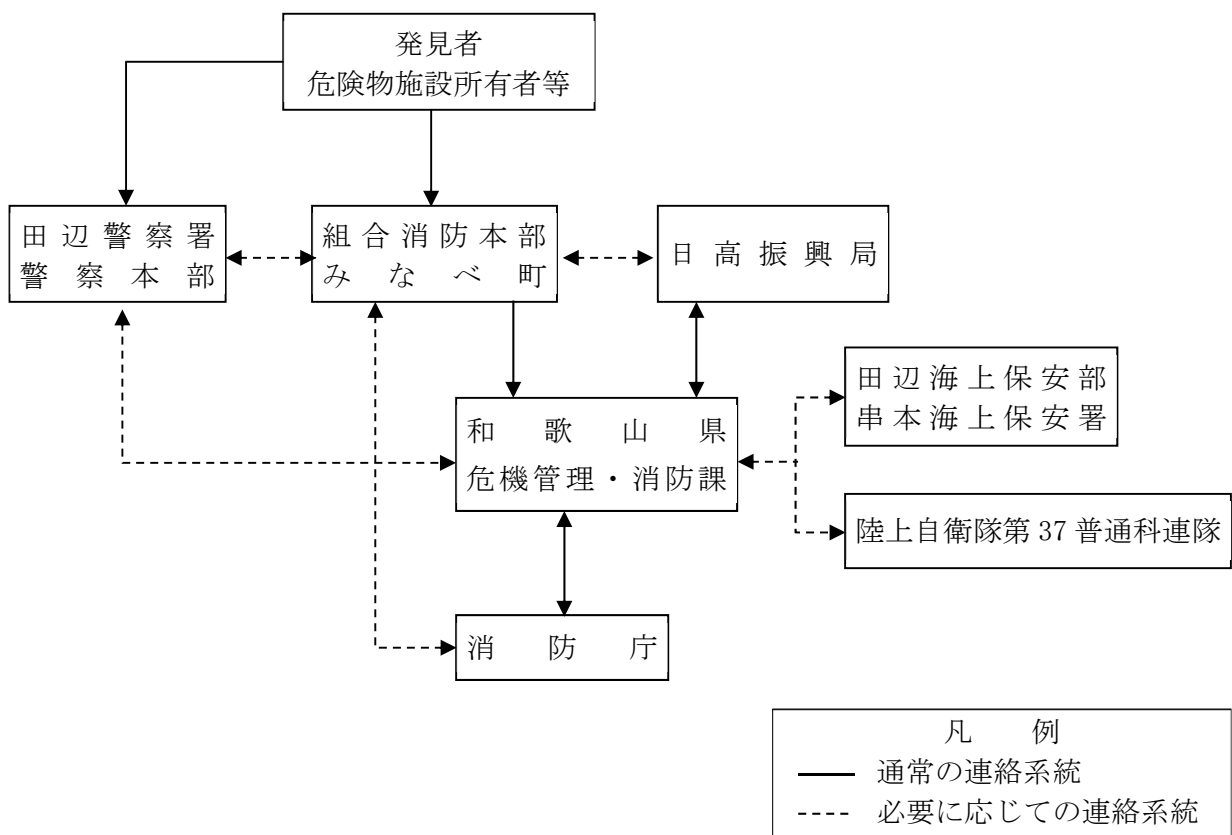 発見者
危険物施設所有者等
田辺警察署
警察本部
組合消防本部
みなべ町
日高振興局
和歌山県
危機管理・消防課
田辺海上保安部
串本海上保安署
陸上自衛隊第37普通科連隊
消防庁
凡例
通常の連絡系統
必要に応じての連絡系統